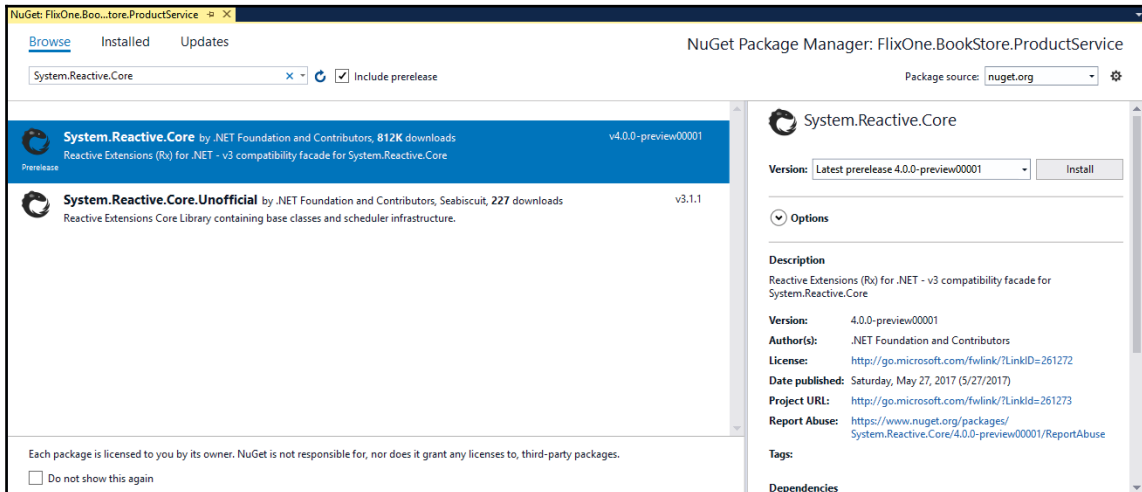 NuGet: FlixOne.Boo...tore.ProductService
Browse Installed Updates
NuGet Package Manager: FlixOne.BookStore.ProductService
System.Reactive.Core
Include prerelease
Package source: nuget.org
System.Reactive.Core by .NET Foundation and Contributors, 812K downloads
v4.0.0-preview00001
Reactive Extensions (Rx) for .NET - v3 compatibility facade for System.Reactive.Core
Prerelease
System.Reactive.Core.Unofficial by .NET Foundation and Contributors, Seabiscuit, 227 downloads
v3.1.1
Reactive Extensions Core Library containing base classes and scheduler infrastructure.
Each package is licensed to you by its owner. NuGet is not responsible for, nor does it grant any licenses to, third-party packages.
Do not show this again
System.Reactive.Core
Version: Latest prerelease 4.0.0-preview00001 Install
Options
Description
Reactive Extensions (Rx) for .NET - v3 compatibility facade for
System.Reactive.Core
Version: 4.0.0-preview00001
Author(s): .NET Foundation and Contributors
License: http://go.microsoft.com/fwlink/?LinkID=261272
Date published: Saturday, May 27, 2017 (5/27/2017)
Project URL: http://go.microsoft.com/fwlink/?LinkId=261273
Report Abuse: https://www.nuget.org/packages/
System.Reactive.Core/4.0.0-preview00001/ReportAbuse
Tags:
Dependencies